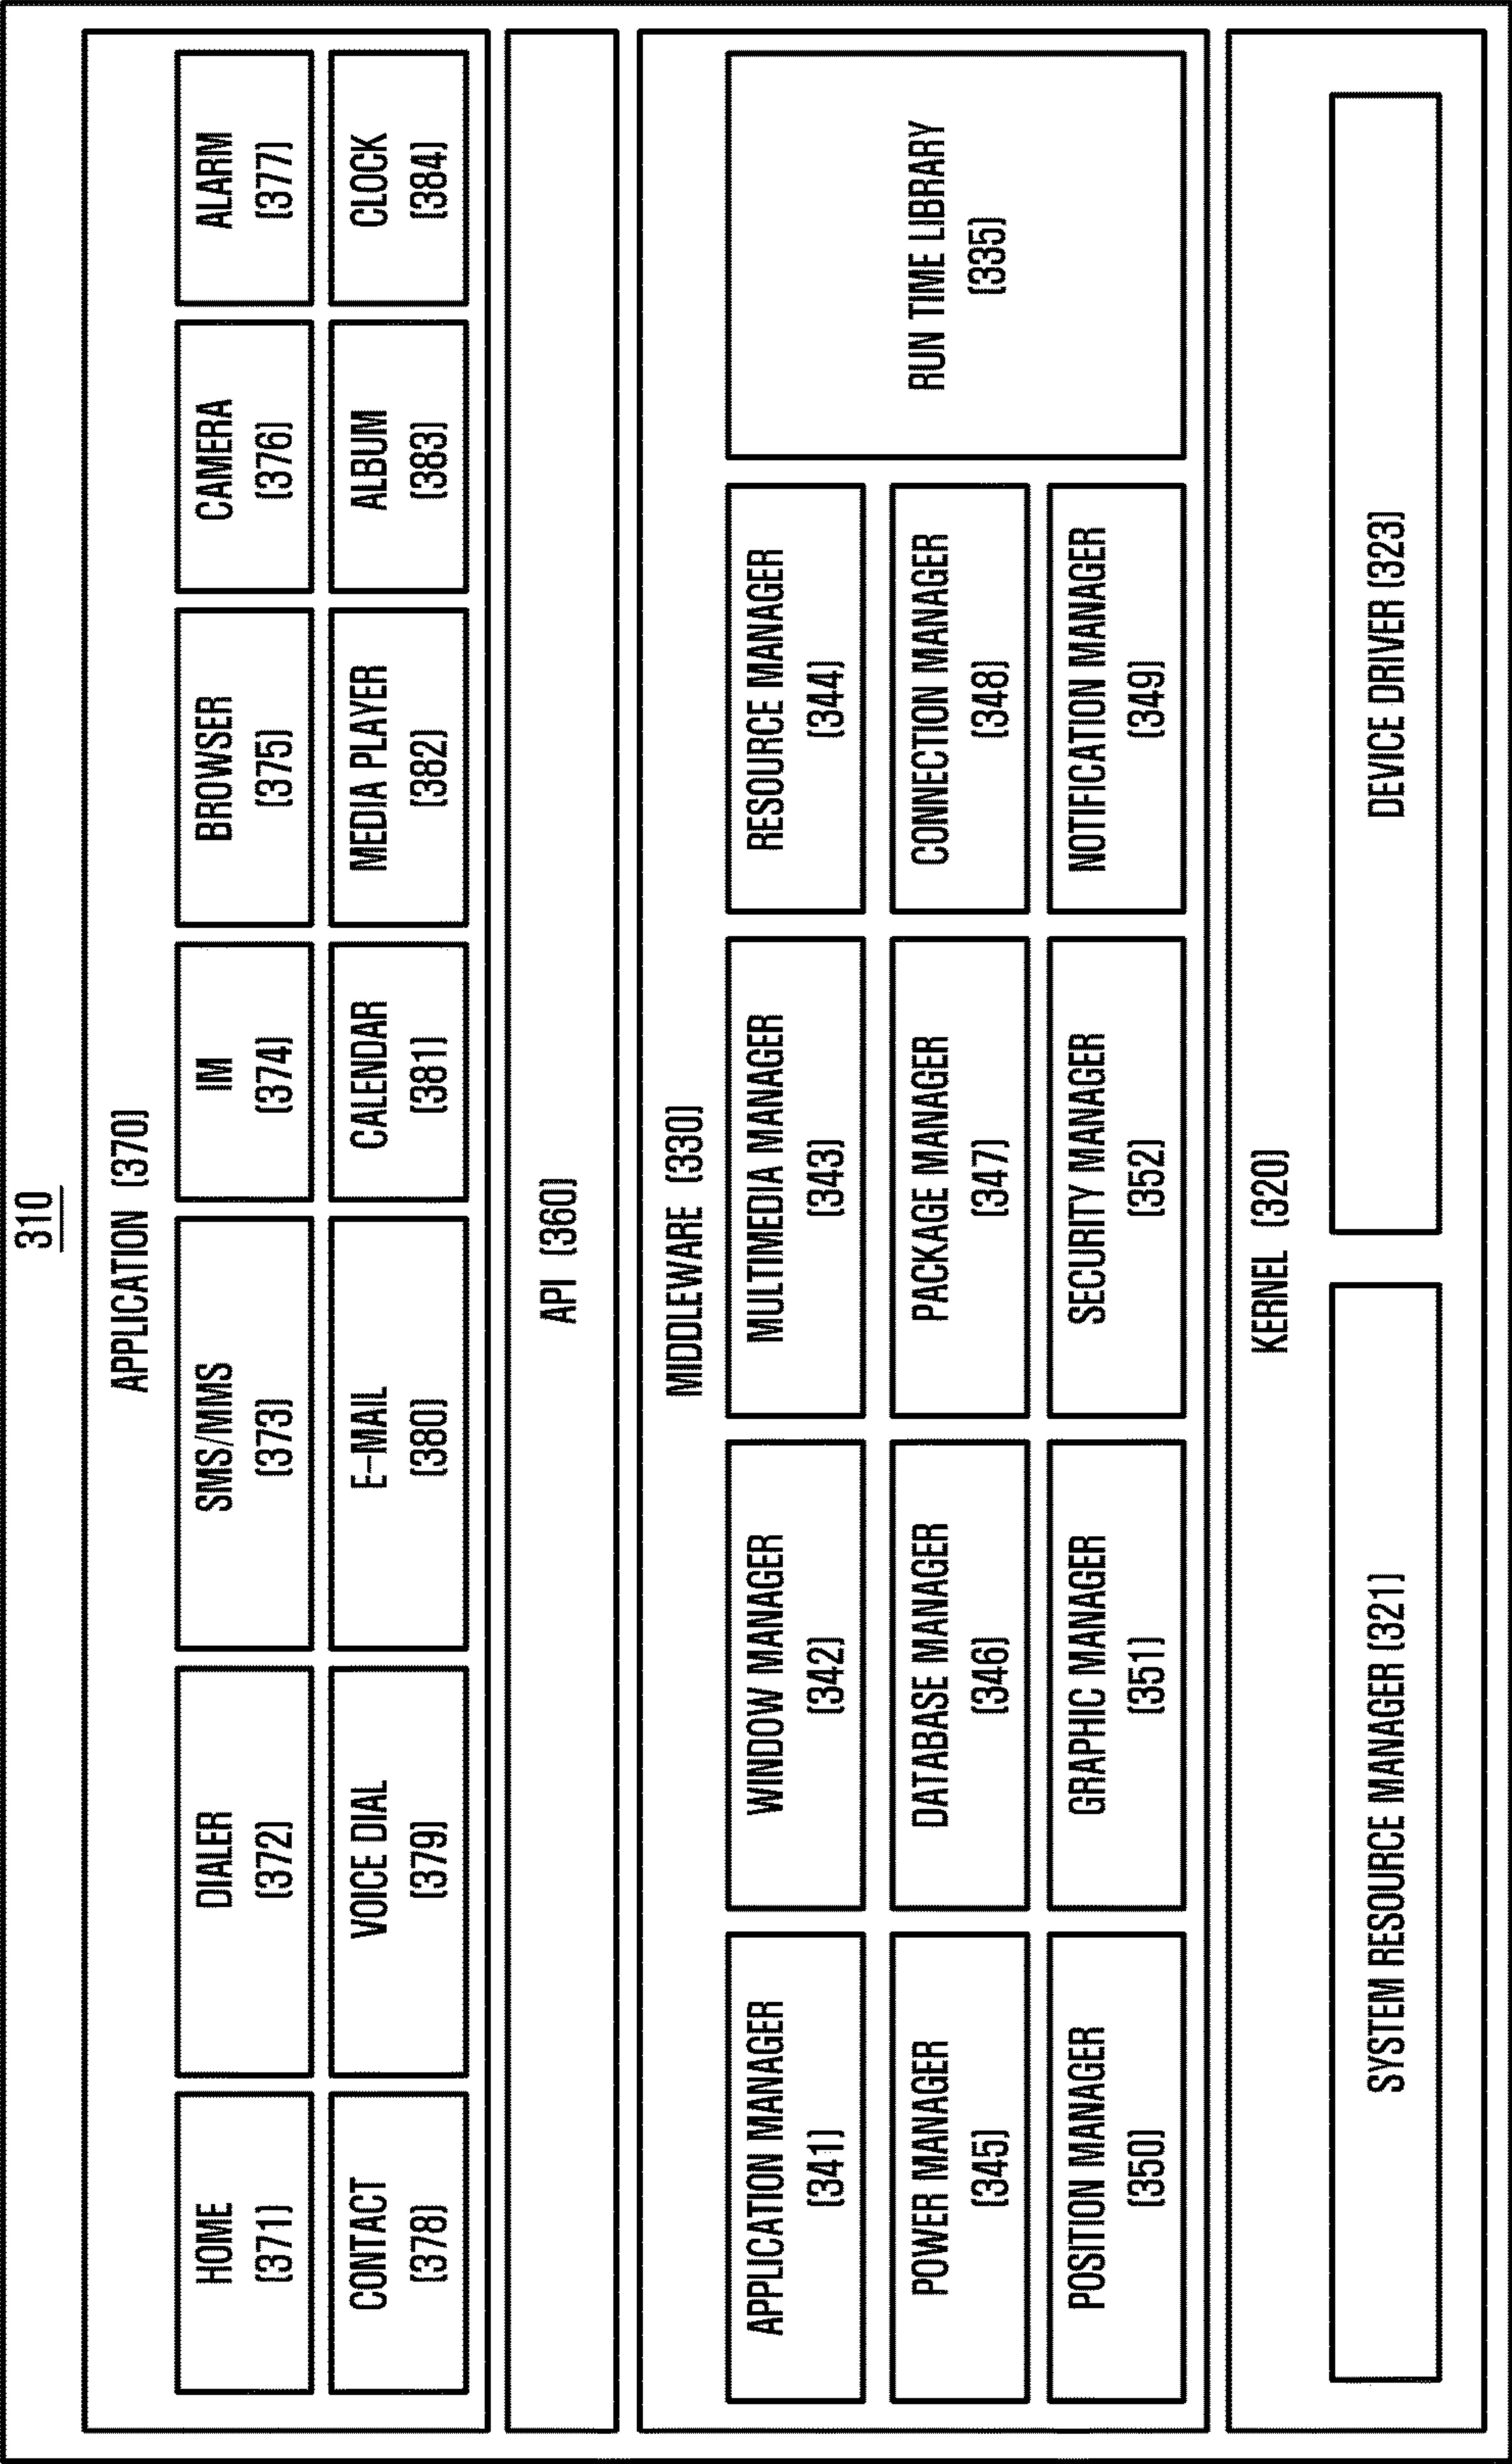 310
APPLICATION (370)
HOME
(371)
DIALER
(372)
SMS/MMS
(373)
IM
(374)
BROWSER
(375)
CAMERA
(376)
ALARM
(377)
CONTACT
(378)
VOICE DIAL
(379)
E-MAIL
(380)
CALENDAR
(381)
MEDIA PLAYER
(382)
ALBUM
(383)
CLOCK
(384)
API (360)
MIDDLEWARE (330)
APPLICATION MANAGER
(341)
WINDOW MANAGER
(342)
MULTIMEDIA MANAGER
(343)
RESOURCE MANAGER
(344)
POWER MANAGER
(345)
DATABASE MANAGER
(346)
PACKAGE MANAGER
(347)
CONNECTION MANAGER
(348)
POSITION MANAGER
(350)
GRAPHIC MANAGER
(351)
SECURITY MANAGER
(352)
NOTIFICATION MANAGER
(349)
RUN TIME LIBRARY
(335)
KERNEL (320)
SYSTEM RESOURCE MANAGER (321)
DEVICE DRIVER (323)